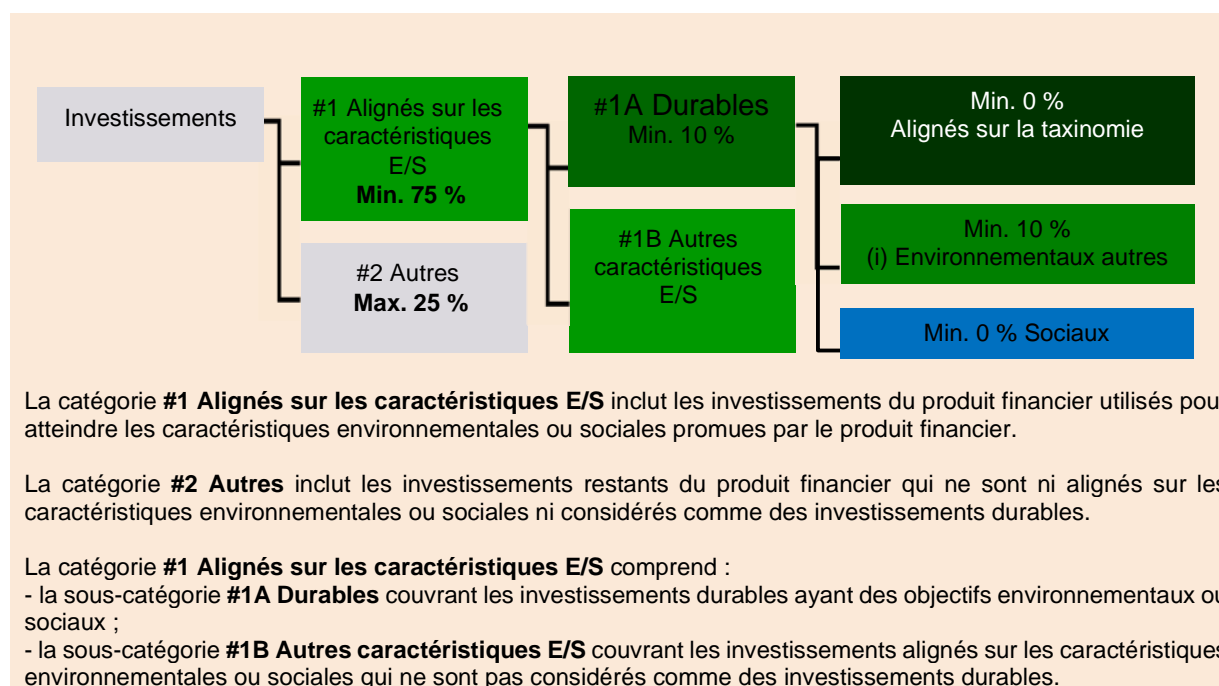 Investissements
#1 Alignés sur les
caractéristiques
E/S
Min. 75 %
#2 Autres
Max. 25 %
#1A Durables
Min. 10 %
#1B Autres
caractéristiques
E/S
Min. 0 %
Alignés sur la taxinomie
Min. 10 %
(i) Environnementaux autres
Min. 0 % Sociaux
La catégorie #1 Alignés sur les caractéristiques E/S inclut les investissements du produit financier utilisés pou
atteindre les caractéristiques environnementales ou sociales promues par le produit financier.
La catégorie #2 Autres inclut les investissements restants du produit financier qui ne sont ni alignés sur les
caractéristiques environnementales ou sociales ni considérés comme des investissements durables.
La catégorie #1 Alignés sur les caractéristiques E/S comprend :
- la sous-catégorie #1A Durables couvrant les investissements durables ayant des objectifs environnementaux ou
sociaux ;
- la sous-catégorie #1B Autres caractéristiques E/S couvrant les investissements alignés sur les caractéristiques
environnementales ou sociales qui ne sont pas considérés comme des investissements durables.